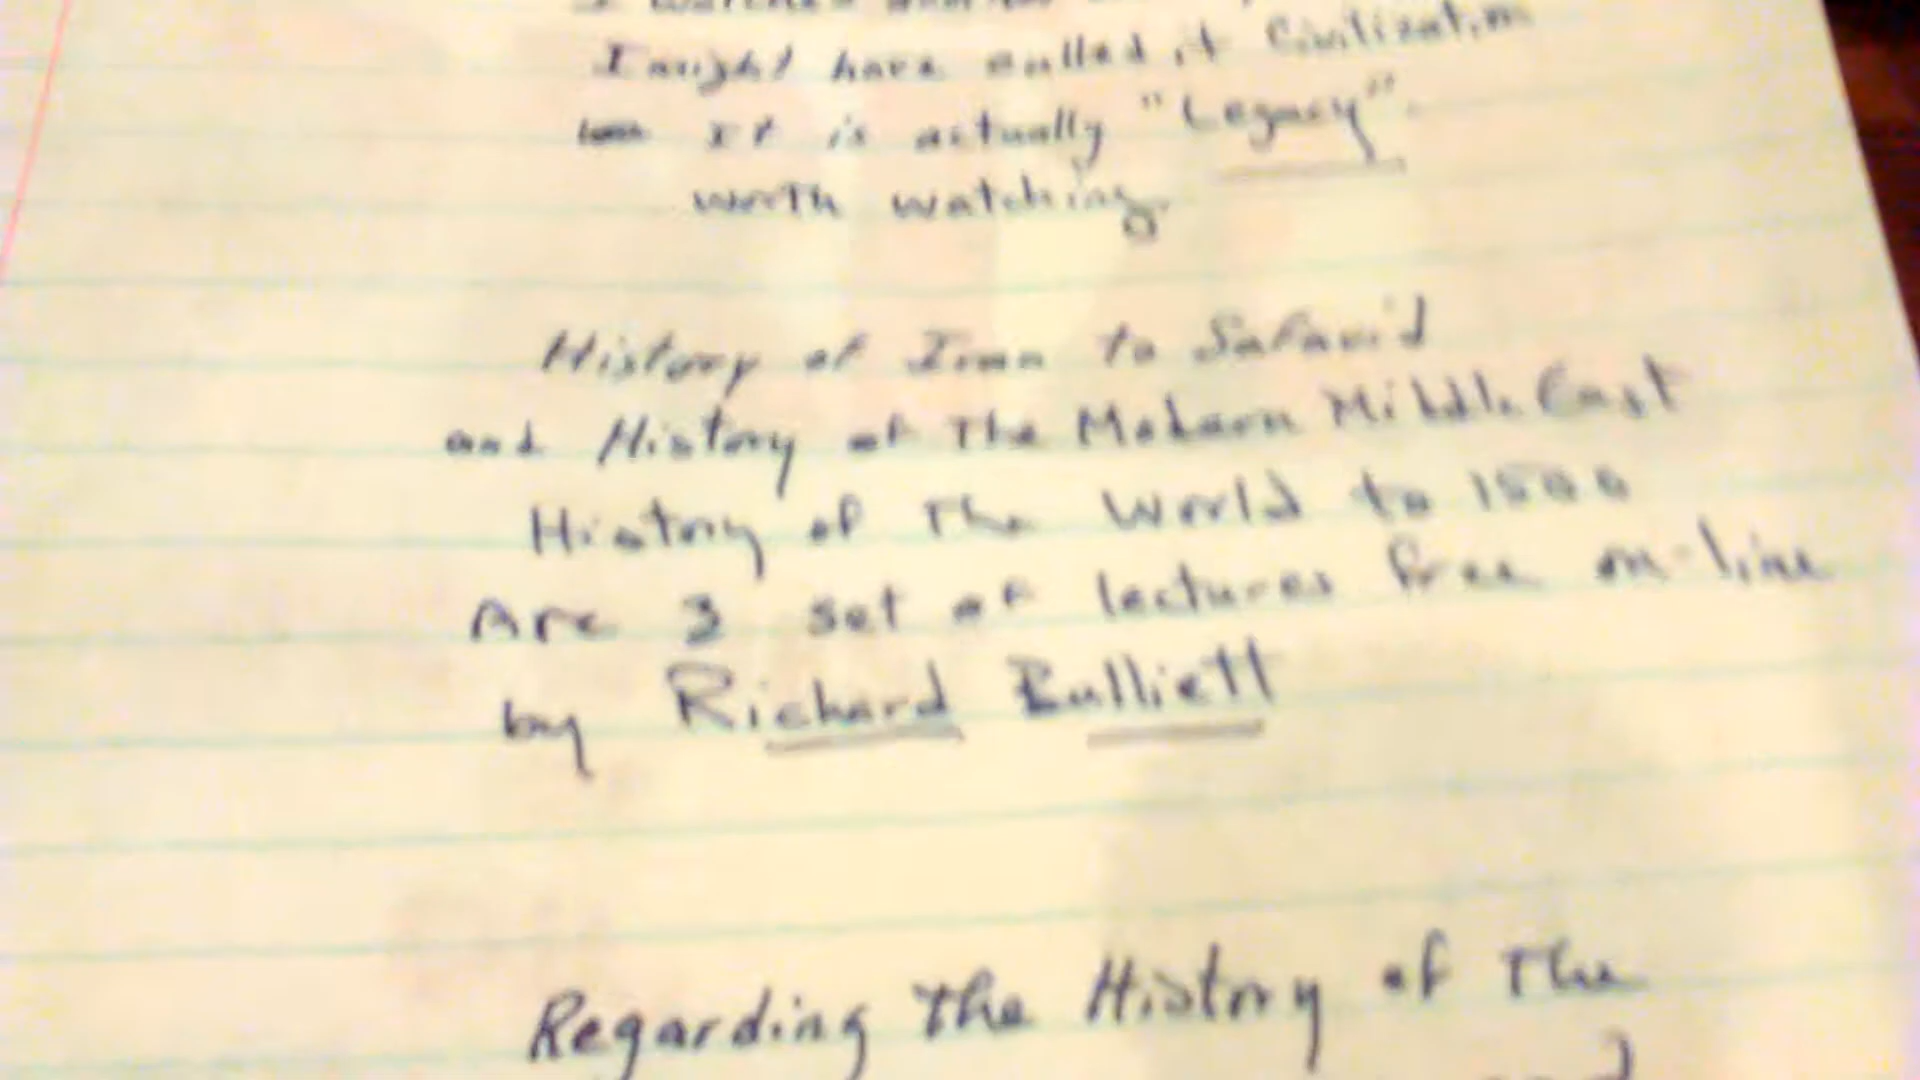 I watched
I might have called it Civilization
It is actually "Legacy".
worth watching.
History of Iran to Safavid
and History of The Modern Middle East
History of The World to 1500
Are 3 set of lectures free on-line
by Richard Bulliett
Regarding the History of The